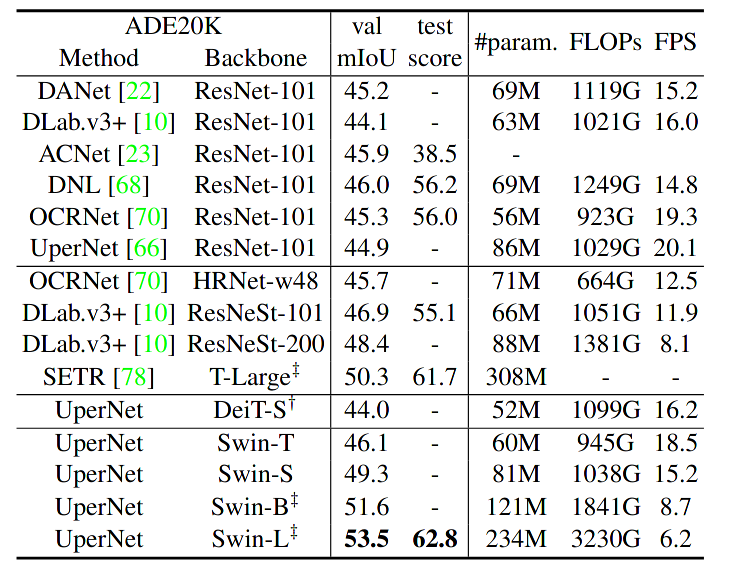 ADE20K val test #param. FLOPs FPS
Method Backbone mIoU score
DANet [22] ResNet-101 45.2 - 69M 1119G 15.2
DLab.v3+ [10] ResNet-101 44.1 - 63M 1021G 16.0
ACNet [23] ResNet-101 45.9 38.5 -
DNL [68] ResNet-101 46.0 56.2 69M 1249G 14.8
OCRNet [70] ResNet-101 45.3 56.0 56M 923G 19.3
UperNet [66] ResNet-101 44.9 - 86M 1029G 20.1
OCRNet [70] HRNet-w48 45.7 - 71M 664G 12.5
DLab.v3+ [10] ResNeSt-101 46.9 55.1 66M 1051G 11.9
DLab.v3+ [10] ResNeSt-200 48.4 - 88M 1381G 8.1
SETR [78] T-Large‡ 50.3 61.7 308M - -
UperNet DeiT-S† 44.0 - 52M 1099G 16.2
UperNet Swin-T 46.1 - 60M 945G 18.5
UperNet Swin-S 49.3 - 81M 1038G 15.2
UperNet Swin-B‡ 51.6 - 121M 1841G 8.7
UperNet Swin-L‡ 53.5 62.8 234M 3230G 6.2